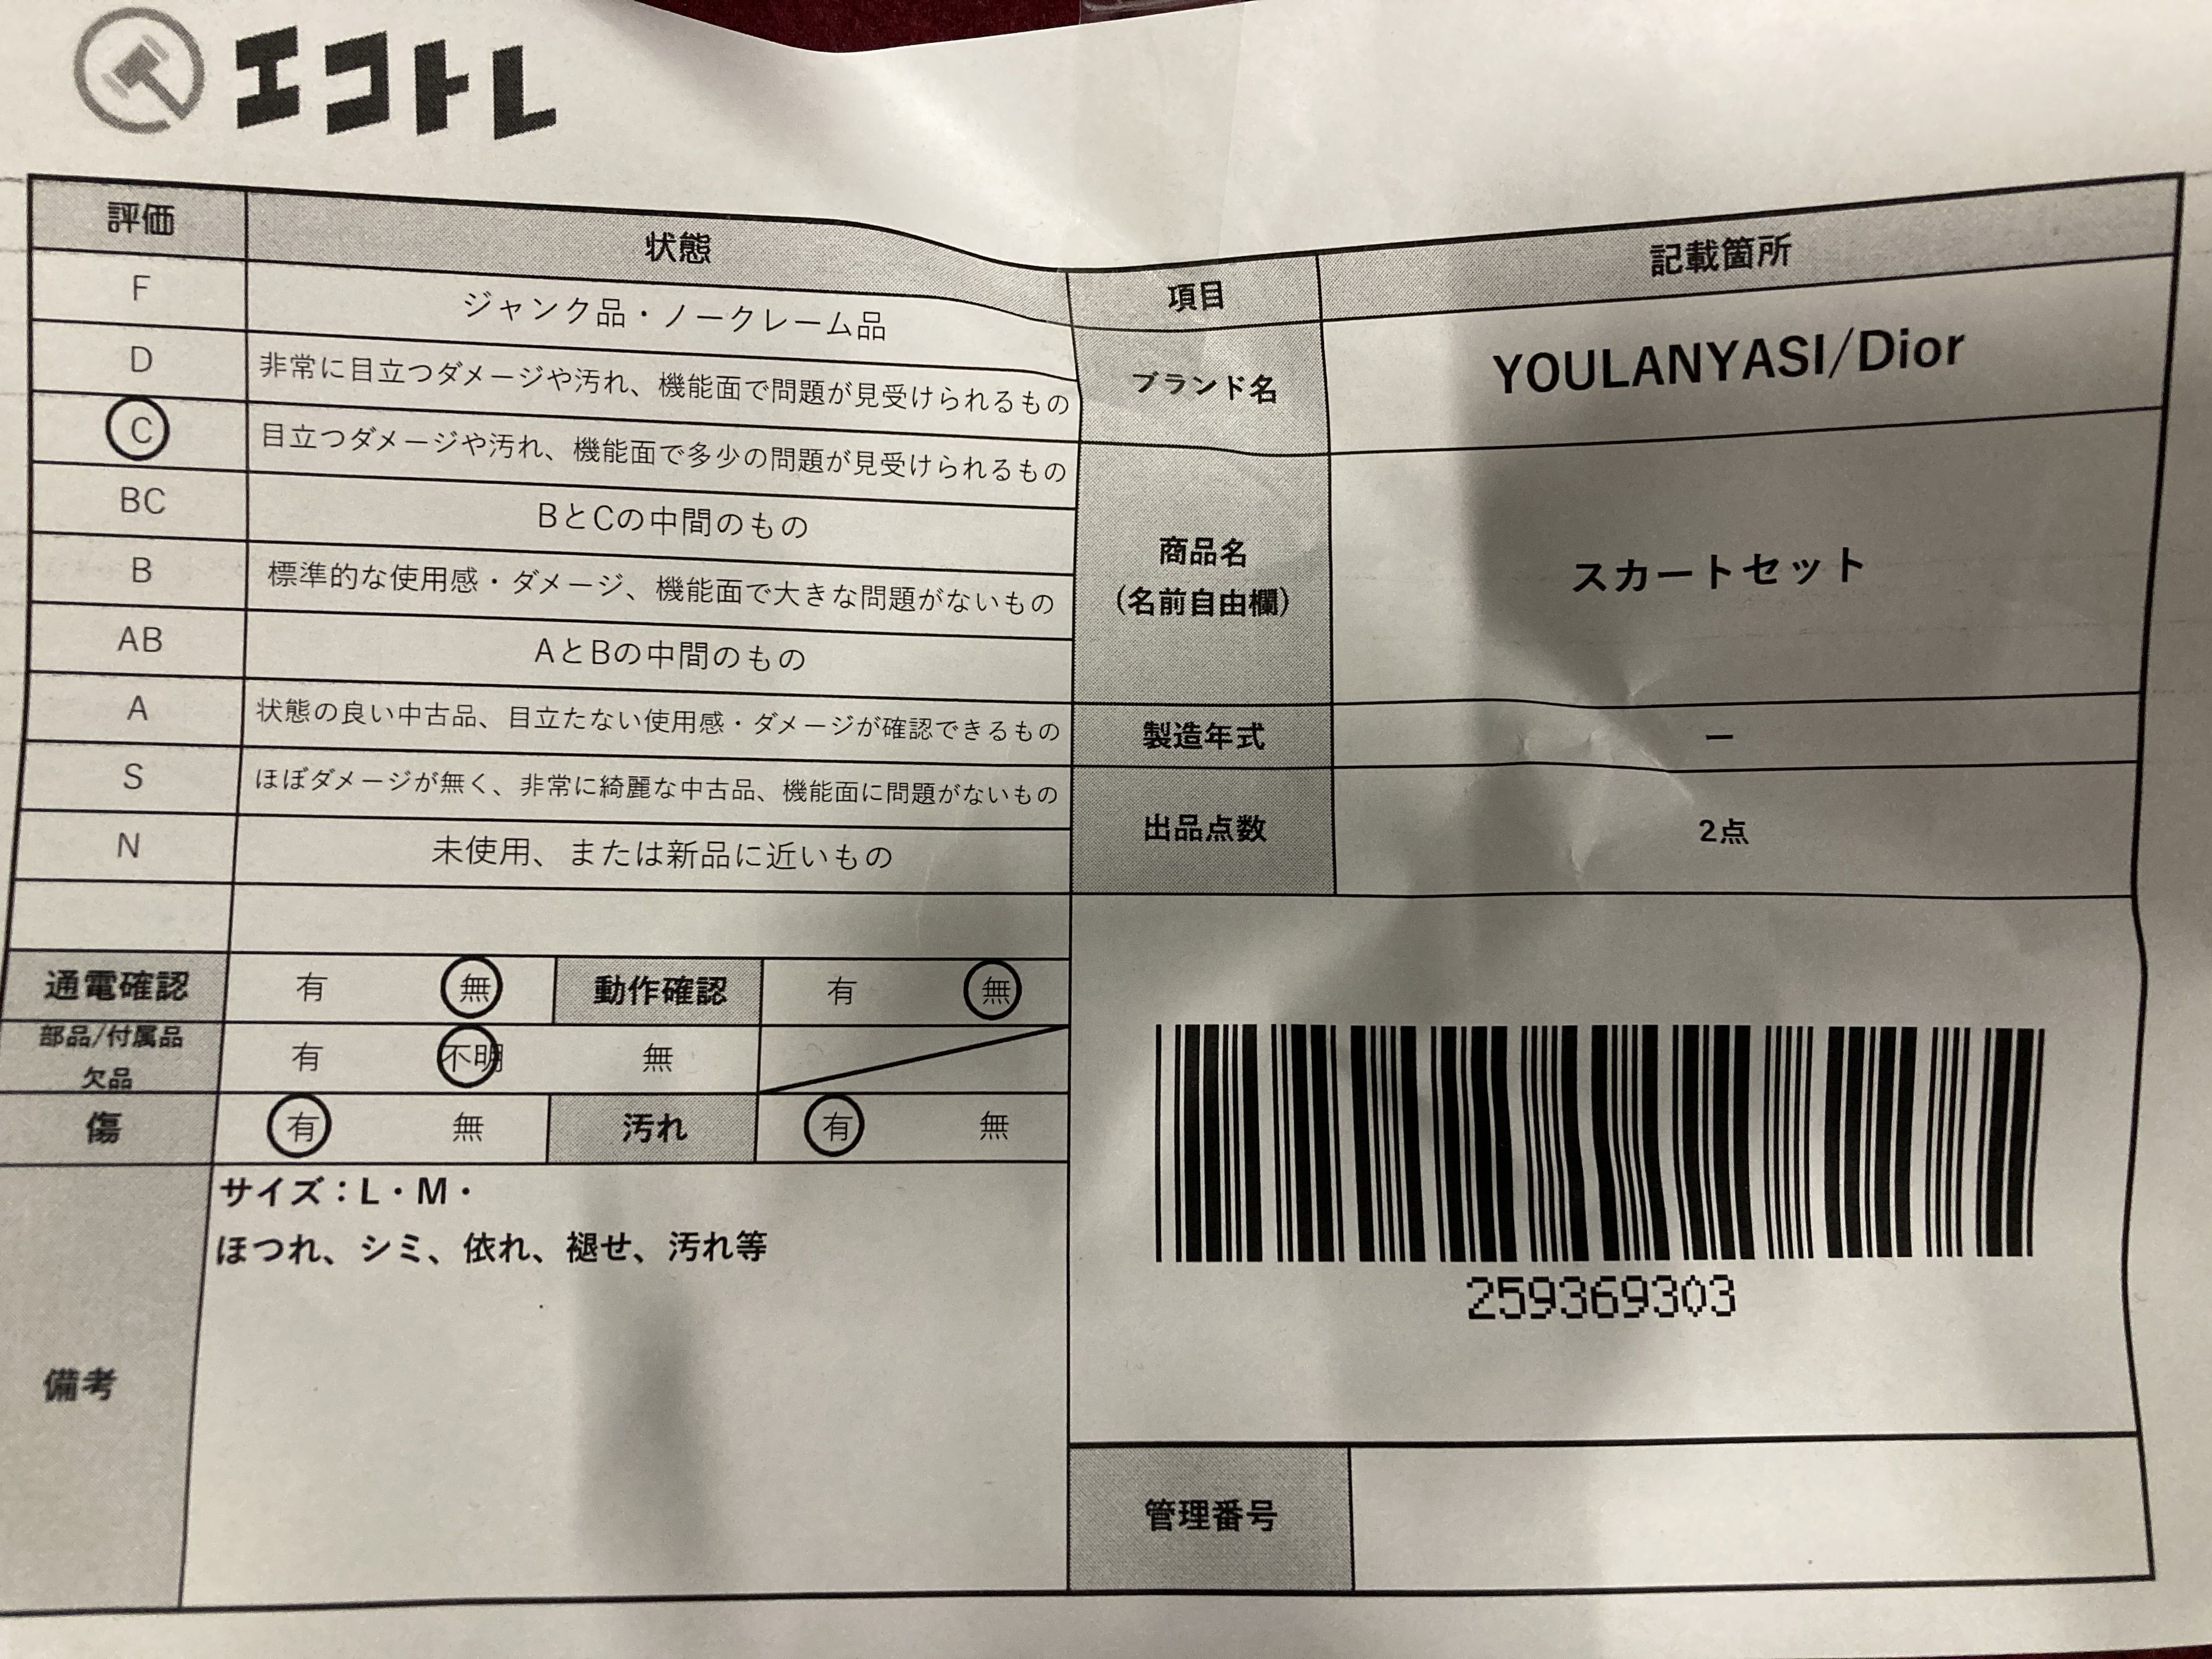 エコトレ
評価 状態
F ジャンク品・ノークレーム品
D 非常に目立つダメージや汚れ、機能面で問題が見受けられるもの
C 目立つダメージや汚れ、機能面で多少の問題が見受けられるもの
BC BとCの中間のもの
B 標準的な使用感・ダメージ、機能面で大きな問題がないもの
AB AとBの中間のもの
A 状態の良い中古品、目立たない使用感・ダメージが確認できるもの
S ほぼダメージが無く、非常に綺麗な中古品、機能面に問題がないもの
N 未使用、または新品に近いもの
通電確認 有 無 動作確認 有 無
部品/付属品
欠品
有 不明 無
傷 有 無 汚れ 有 無
備考
サイズ：L・M・
ほつれ、シミ、依れ、褪せ、汚れ等
項目 記載箇所
ブランド名 YOULANYASI/Dior
商品名
(名前自由欄)
スカートセット
製造年式 ー
出品点数 2点
259369303
管理番号